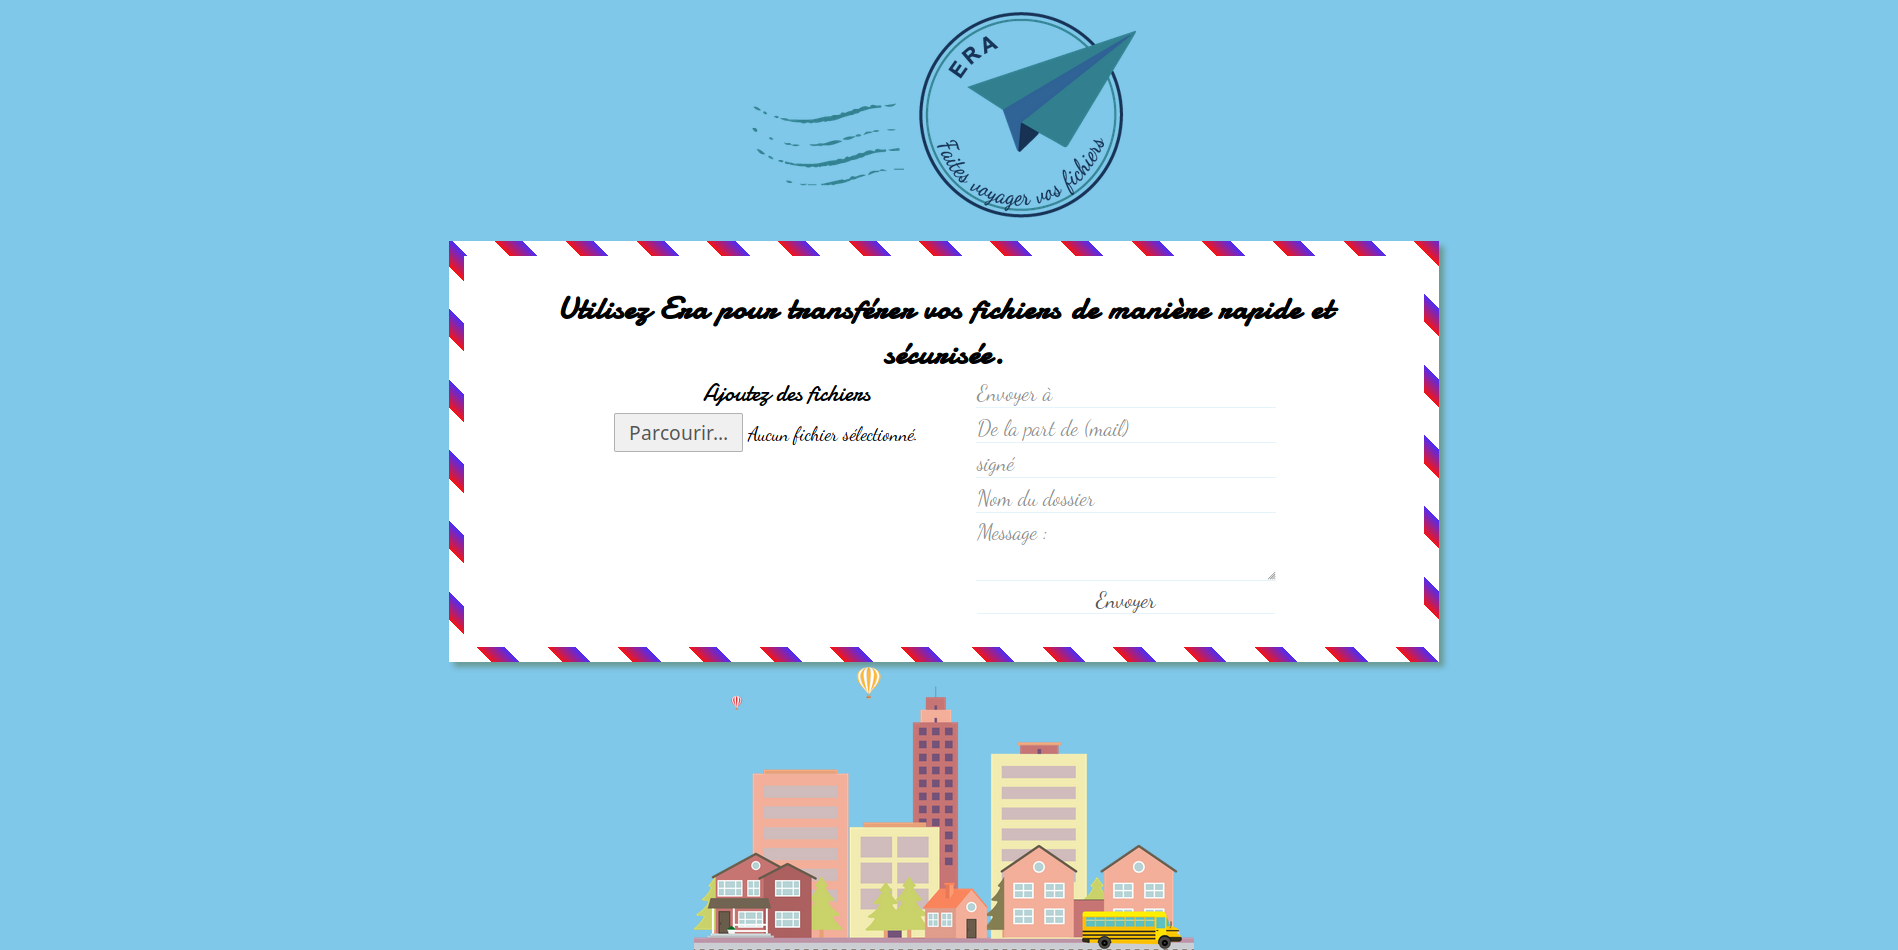 ERA
Faites voyager vos fichiers
Utilisez Era pour transférer vos fichiers de manière rapide et
sécurisée.
Ajoutez des fichiers
Parcourir... Aucun fichier sélectionné.
Envoyer à
De la part de (mail)
signé
Nom du dossier
Message :
Envoyer